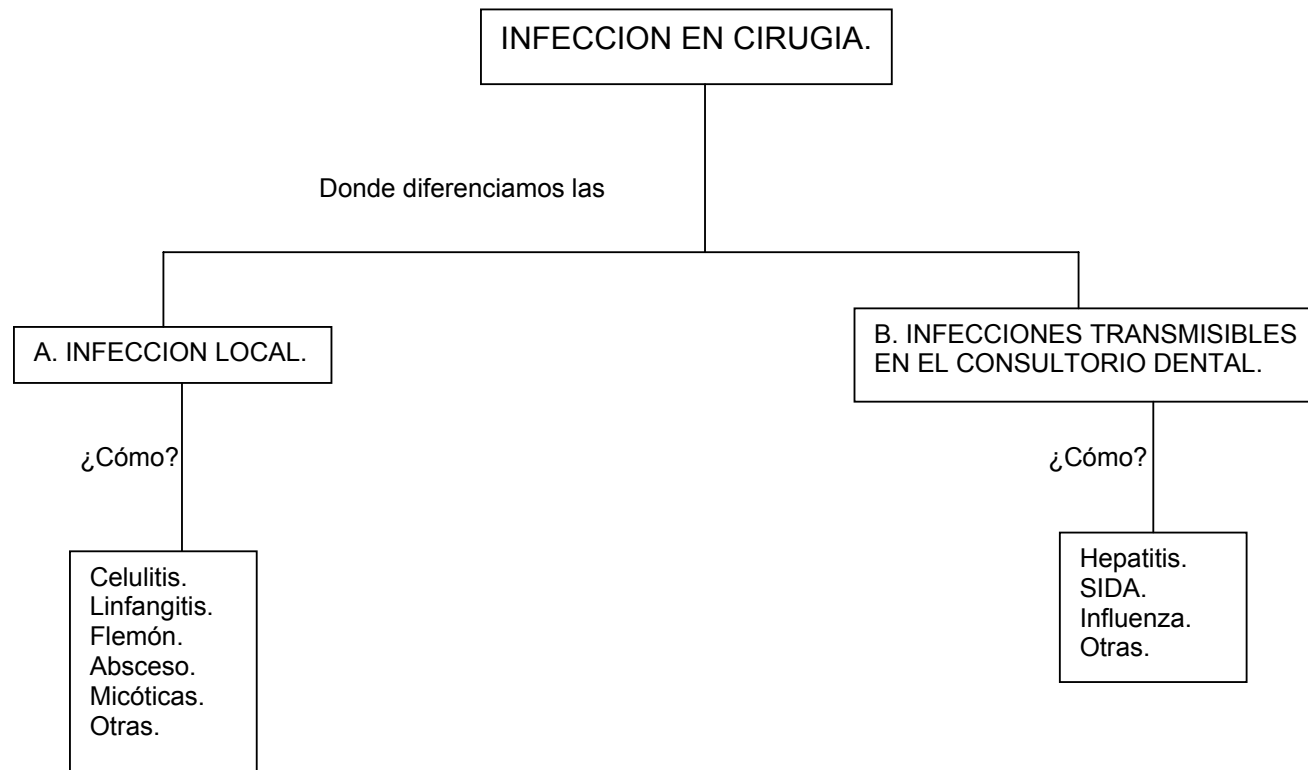 INFECCION EN CIRUGIA.
Donde diferenciamos las
A. INFECCION LOCAL.
B. INFECCIONES TRANSMISIBLES
EN EL CONSULTORIO DENTAL.
¿Cómo?
¿Cómo?
Celulitis.
Linfangitis.
Flemón.
Absceso.
Micóticas.
Otras.
Hepatitis.
SIDA.
Influenza.
Otras.